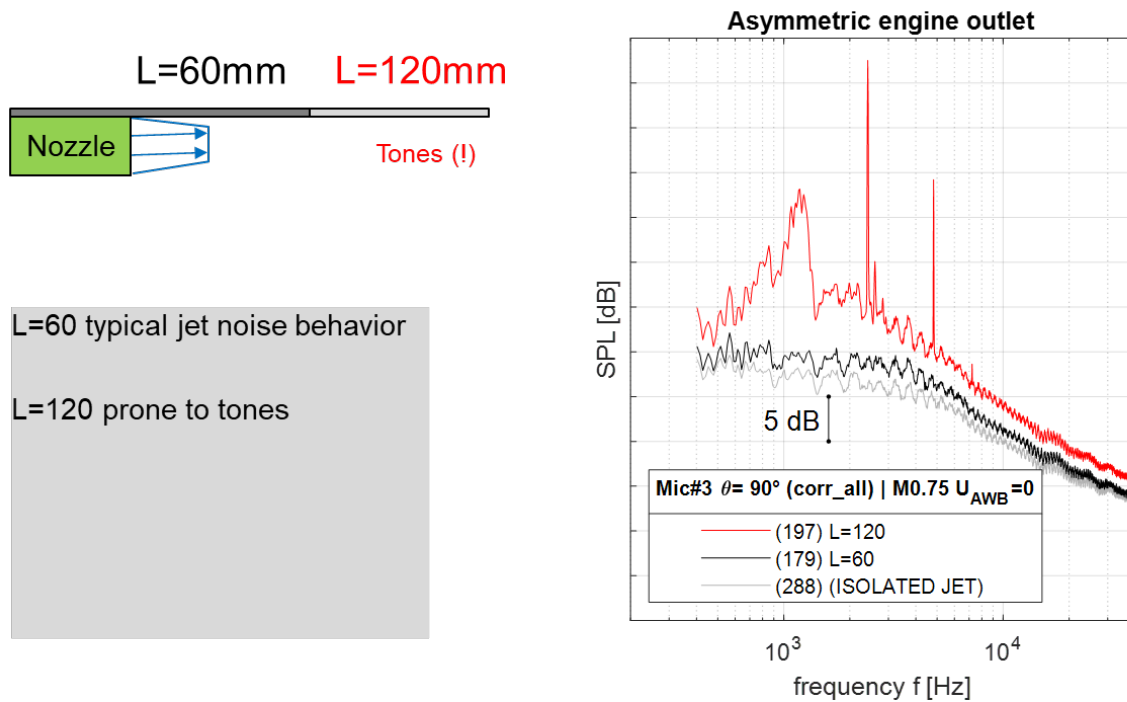 L=60mm
L=120mm
Nozzle
Tones (!)
L=60 typical jet noise behavior
L=120 prone to tones
Asymmetric engine outlet
SPL [dB]
5 dB
Mic#3 θ= 90° (corr_all) | M0.75 U_AWB=0
(197) L=120
(179) L=60
(288) (ISOLATED JET)
10³
10⁴
frequency f [Hz]